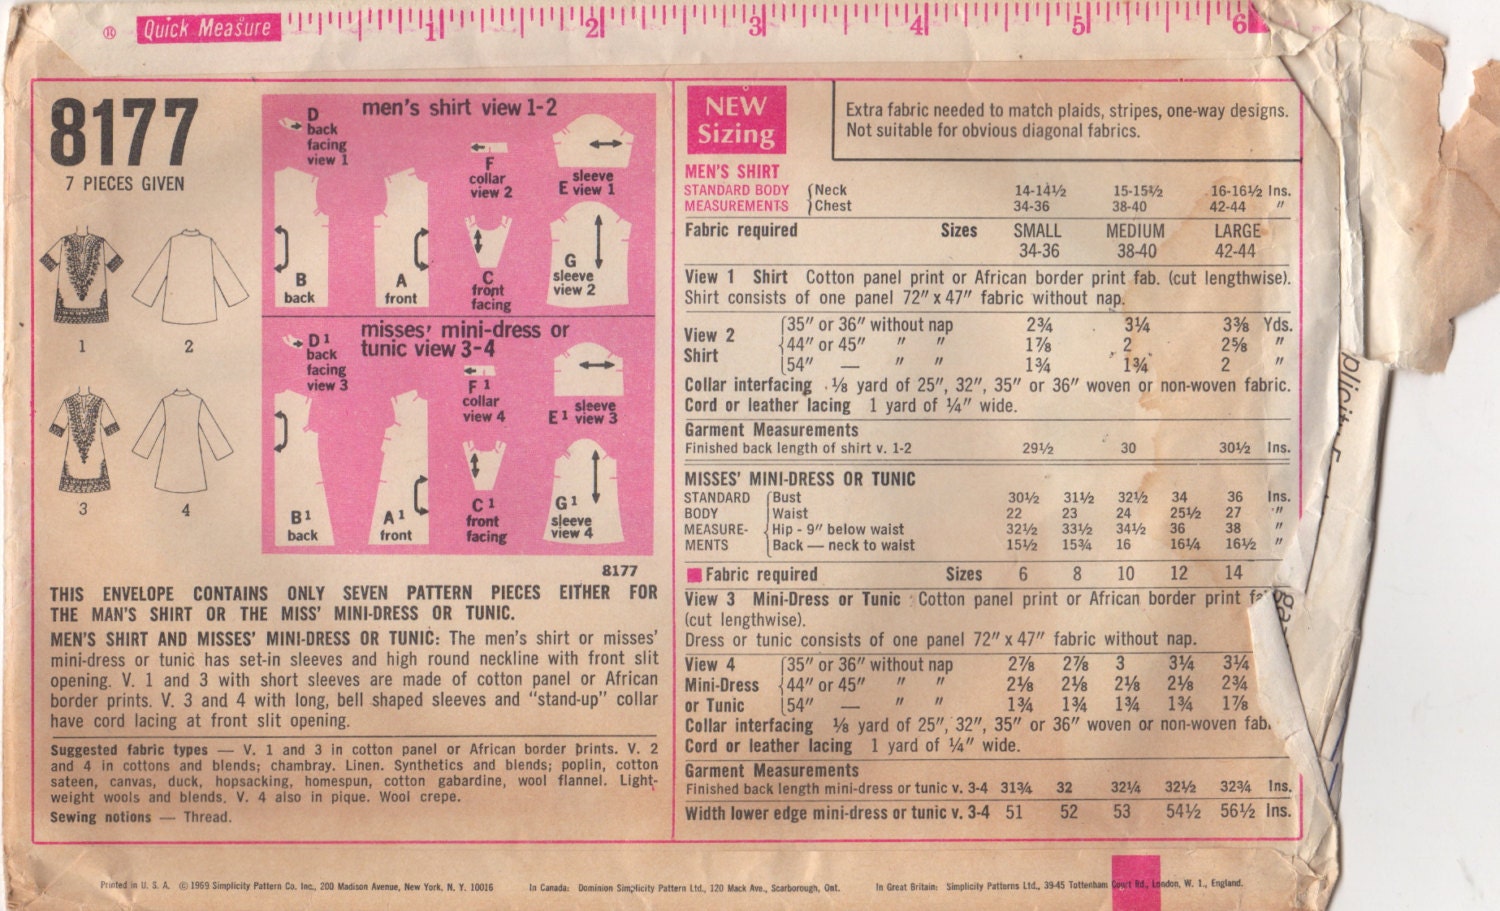 ® Quick Measure 1 2 3 4 5 6
8177
7 PIECES GIVEN
1 2
3 4
men's shirt view 1-2
D
back
facing
view 1
F
collar
view 2
sleeve
E view 1
B
back
A
front
C
front
facing
G
sleeve
view 2
misses' mini-dress or
tunic view 3-4
D1
back
facing
view 3
F1
collar
view 4
sleeve
E1 view 3
B1
back
A1
front
C1
front
facing
G1
sleeve
view 4
8177
THIS ENVELOPE CONTAINS ONLY SEVEN PATTERN PIECES EITHER FOR
THE MAN'S SHIRT OR THE MISS' MINI-DRESS OR TUNIC.
MEN'S SHIRT AND MISSES' MINI-DRESS OR TUNIC: The men's shirt or misses'
mini-dress or tunic has set-in sleeves and high round neckline with front slit
opening. V. 1 and 3 with short sleeves are made of cotton panel or African
border prints. V. 3 and 4 with long, bell shaped sleeves and "stand-up" collar
have cord lacing at front slit opening.
Suggested fabric types — V. 1 and 3 in cotton panel or African border prints. V. 2
and 4 in cottons and blends; chambray. Linen. Synthetics and blends; poplin, cotton
sateen, canvas, duck, hopsacking, homespun, cotton gabardine, wool flannel. Light-
weight wools and blends. V. 4 also in pique. Wool crepe.
Sewing notions — Thread.
NEW
Sizing
Extra fabric needed to match plaids, stripes, one-way designs.
Not suitable for obvious diagonal fabrics.
MEN'S SHIRT
STANDARD BODY Neck 14-14½ 15-15½ 16-16½ Ins.
MEASUREMENTS Chest 34-36 38-40 42-44 "
Fabric required Sizes SMALL MEDIUM LARGE
34-36 38-40 42-44
View 1 Shirt Cotton panel print or African border print fab. (cut lengthwise).
Shirt consists of one panel 72" x 47" fabric without nap.
View 2 35" or 36" without nap 2¾ 3¼ 3⅜ Yds.
Shirt 44" or 45" " " 1⅞ 2 2⅝ "
54" — " " 1¾ 1¾ 2 "
Collar interfacing ⅛ yard of 25", 32", 35" or 36" woven or non-woven fabric.
Cord or leather lacing 1 yard of ¼" wide.
Garment Measurements
Finished back length of shirt v. 1-2 29½ 30 30½ Ins.
MISSES' MINI-DRESS OR TUNIC
STANDARD Bust 30½ 31½ 32½ 34 36 Ins.
BODY Waist 22 23 24 25½ 27 "
MEASURE- Hip - 9" below waist 32½ 33½ 34½ 36 38 "
MENTS Back — neck to waist 15½ 15¾ 16 16¼ 16½ "
Fabric required Sizes 6 8 10 12 14
View 3 Mini-Dress or Tunic : Cotton panel print or African border print
(cut lengthwise).
Dress or tunic consists of one panel 72" x 47" fabric without nap.
View 4 35" or 36" without nap 2⅞ 2⅞ 3 3¼ 3¼
Mini-Dress 44" or 45" " " 2⅛ 2⅛ 2⅛ 2⅛ 2¾
or Tunic 54" — " " 1¾ 1¾ 1¾ 1¾ 1⅞
Collar interfacing ⅛ yard of 25", 32", 35" or 36" woven or non-woven fab.
Cord or leather lacing 1 yard of ¼" wide.
Garment Measurements
Finished back length mini-dress or tunic v. 3-4 31¾ 32 32¼ 32½ 32¾ Ins.
Width lower edge mini-dress or tunic v. 3-4 51 52 53 54½ 56½ Ins.
Printed in U. S. A. © 1969 Simplicity Pattern Co. Inc., 200 Madison Avenue, New York, N. Y. 10016 In Canada: Dominion Simplicity Pattern Ltd., 120 Mack Ave., Scarborough, Ont. In Great Britain: Simplicity Patterns Ltd., 39-45 Tottenham Court Rd., London, W. 1., England.